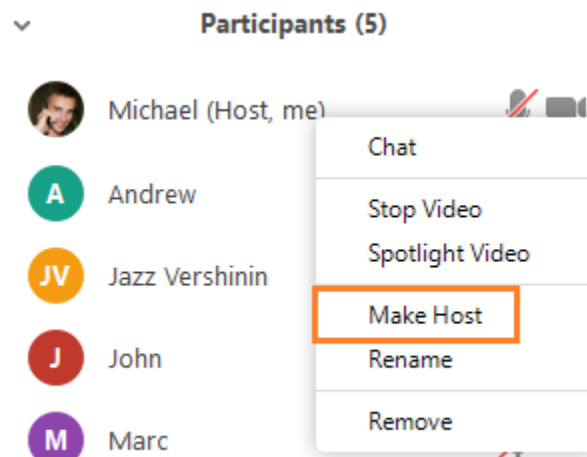 Participants (5)
Michael (Host, me)
Chat
A Andrew
Stop Video
Spotlight Video
JV Jazz Vershinin
Make Host
J John
Rename
Remove
M Marc